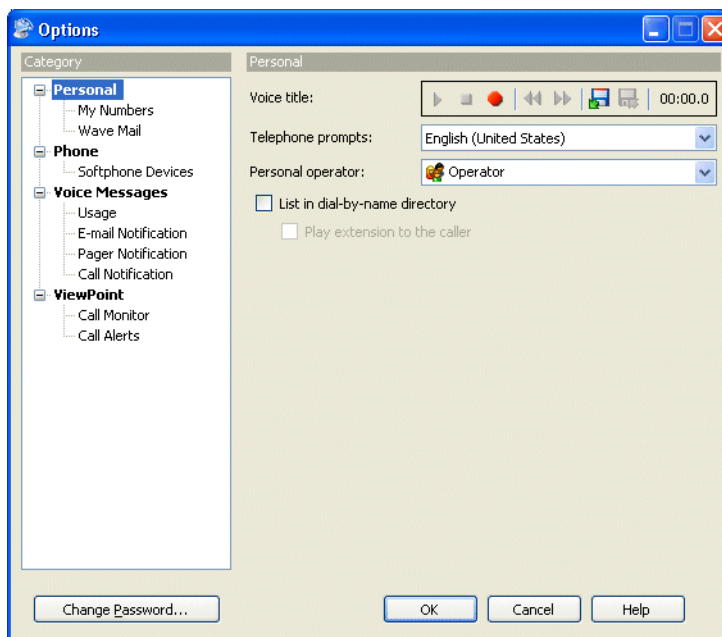 Options
Category
Personal
My Numbers
Wave Mail
Phone
Softphone Devices
Voice Messages
Usage
E-mail Notification
Pager Notification
Call Notification
ViewPoint
Call Monitor
Call Alerts
Personal
Voice title:
00:00.0
Telephone prompts:
English (United States)
Personal operator:
Operator
List in dial-by-name directory
Play extension to the caller
Change Password...
OK
Cancel
Help